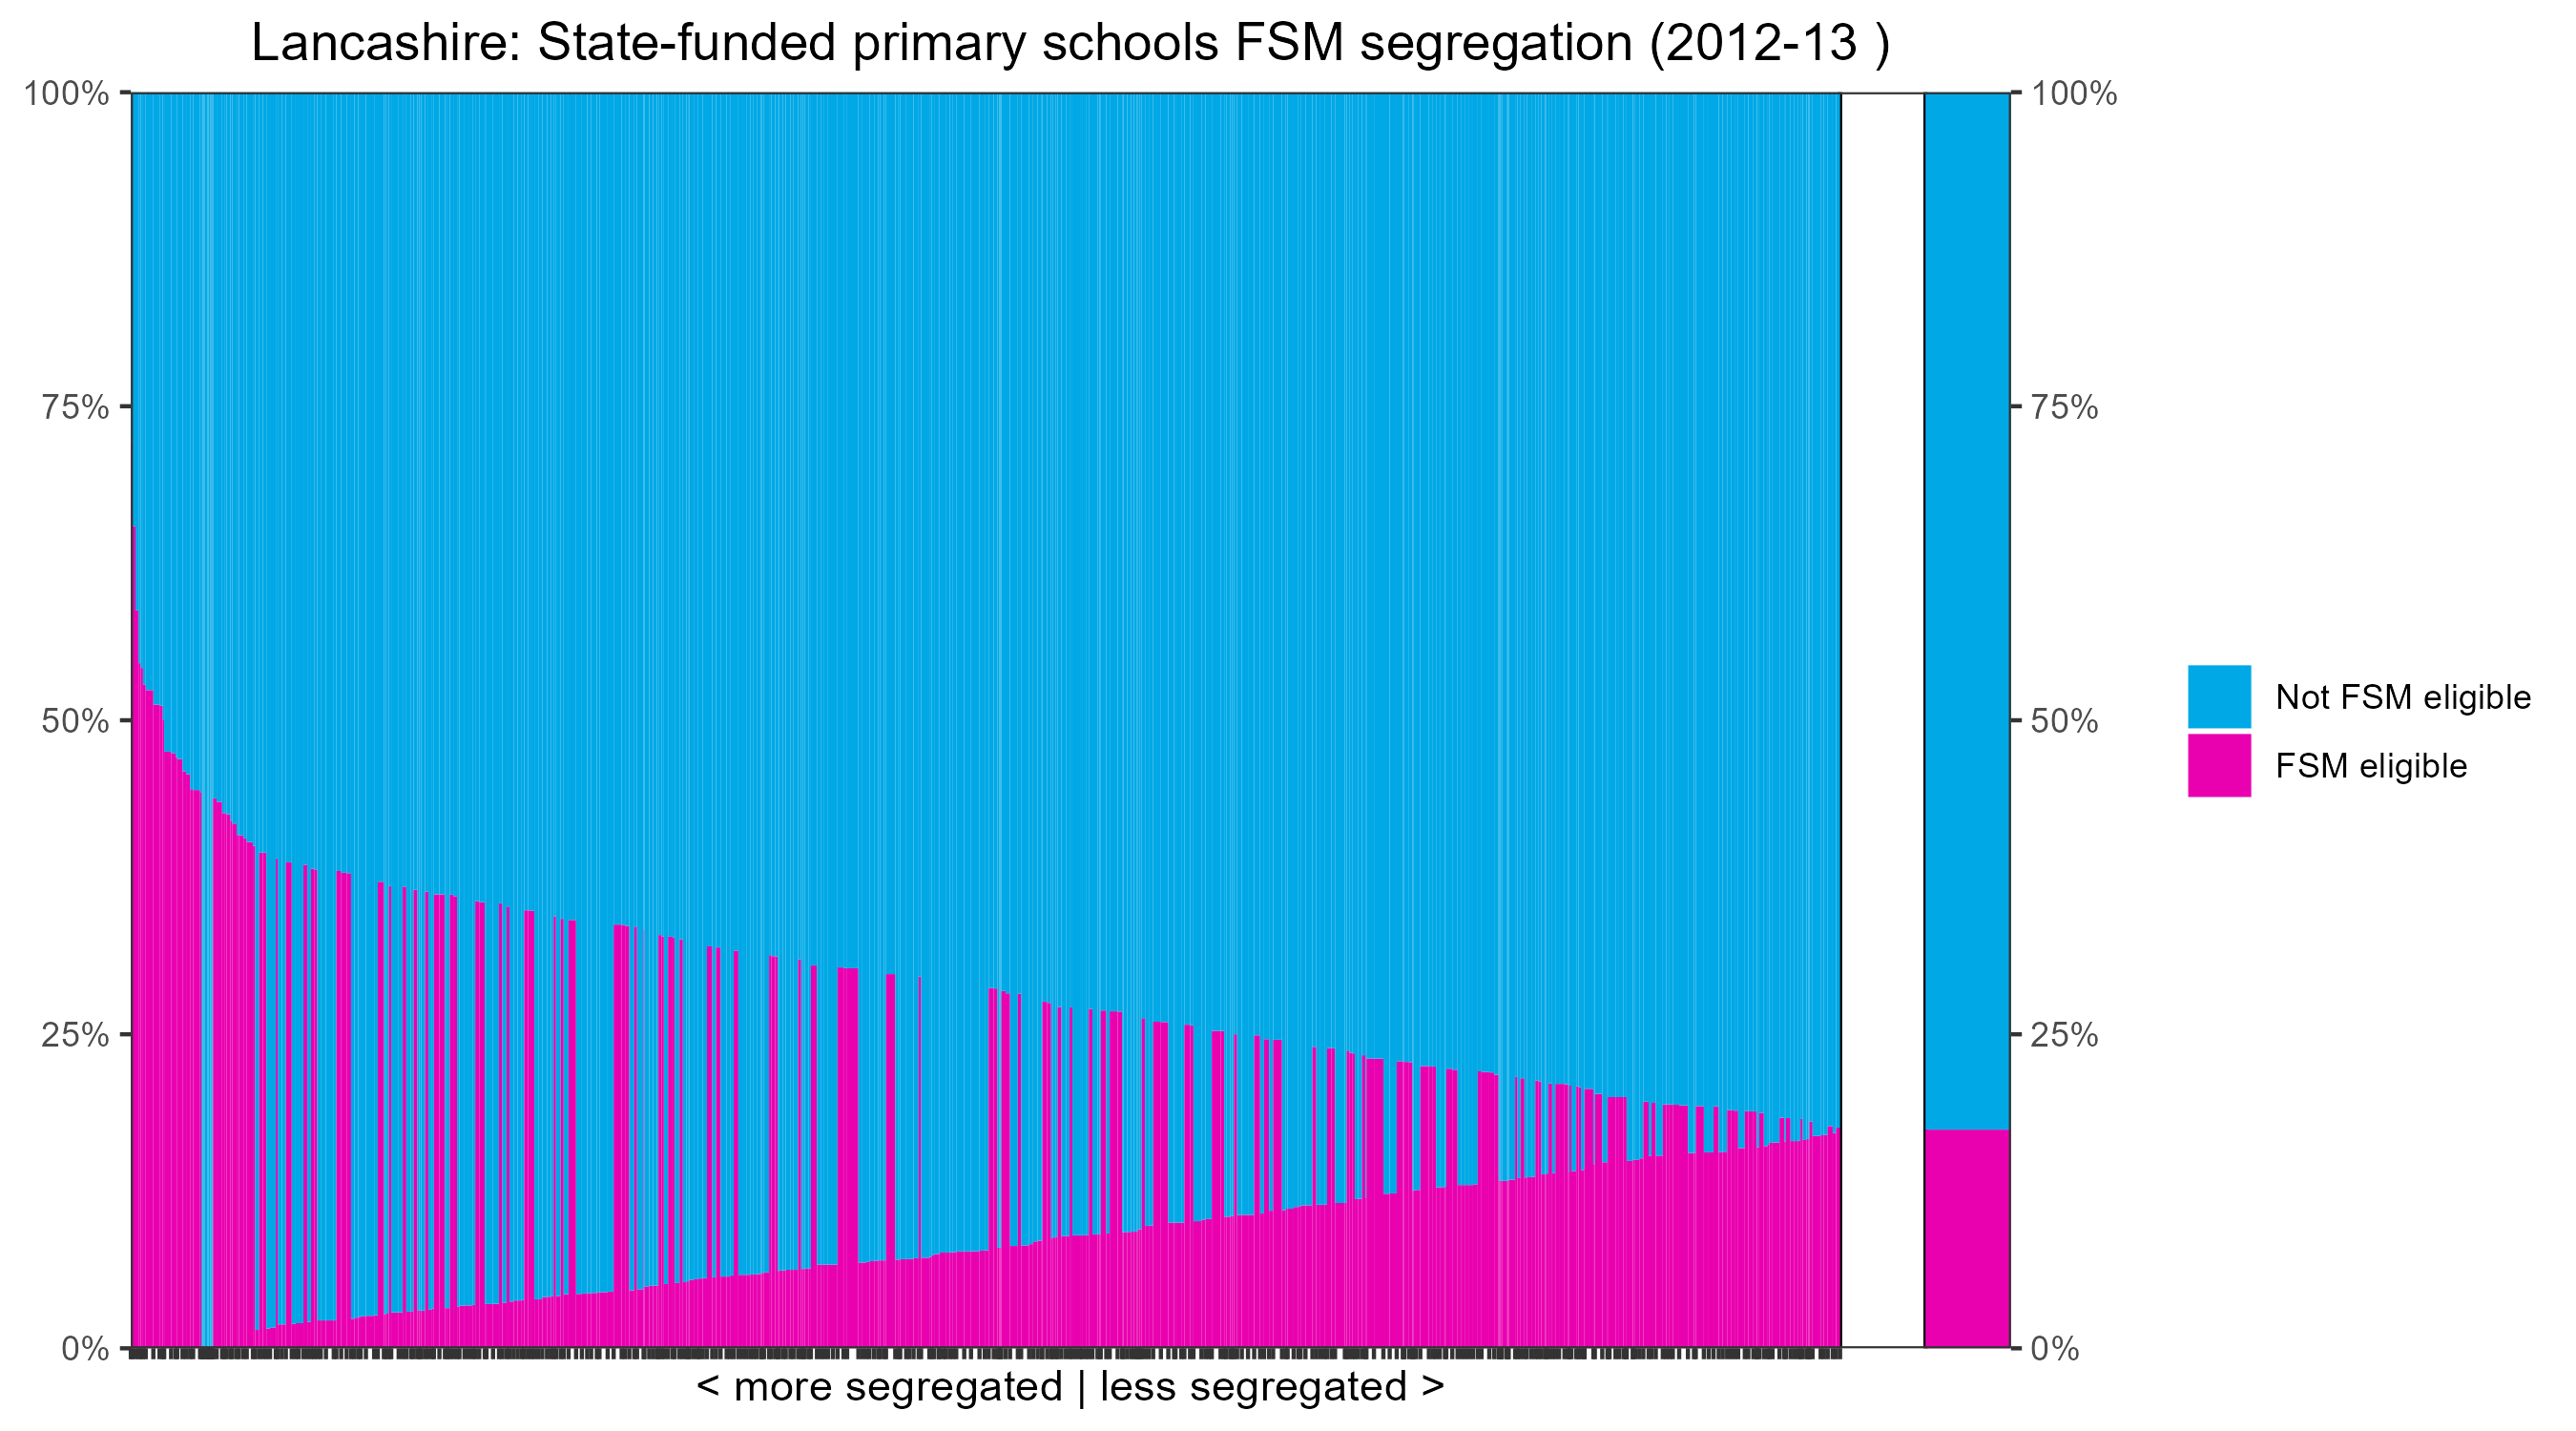 Lancashire: State-funded primary schools FSM segregation (2012-13 )
100%
75%
50%
25%
0%
100%
75%
50%
25%
0%
Not FSM eligible
FSM eligible
< more segregated | less segregated >